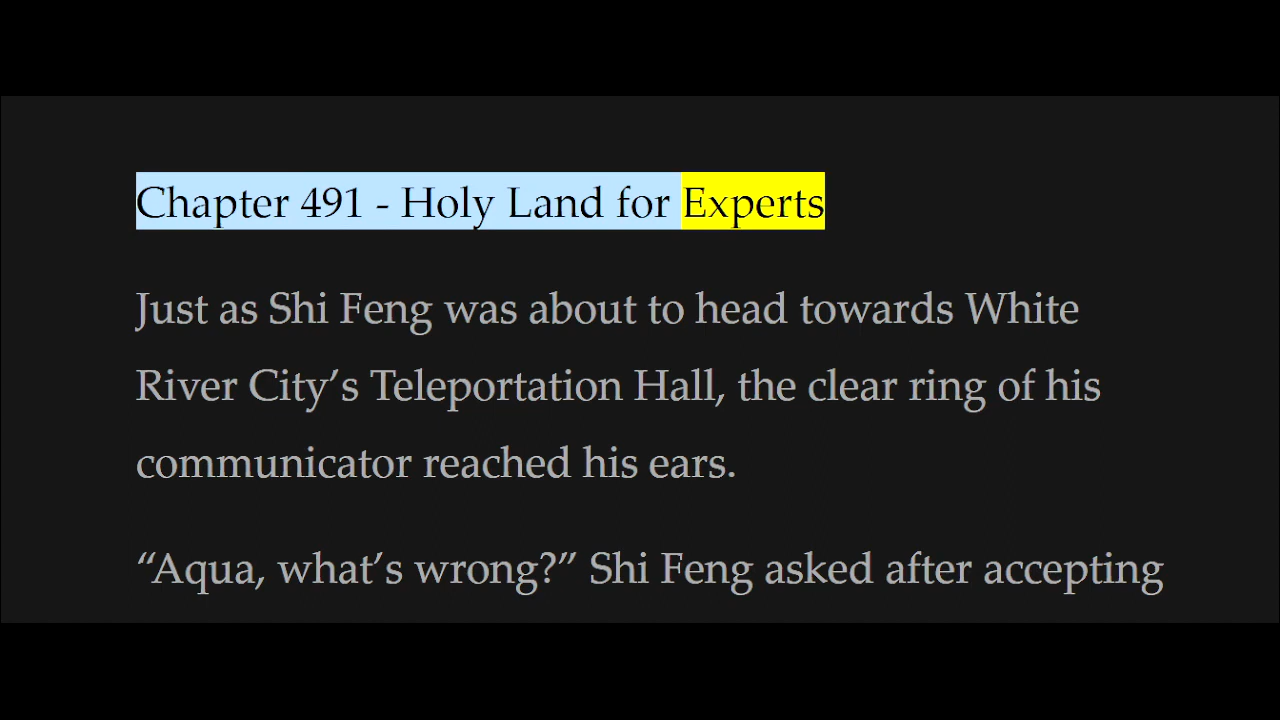 Chapter 491 - Holy Land for Experts
Just as Shi Feng was about to head towards White
River City’s Teleportation Hall, the clear ring of his
communicator reached his ears.
“Aqua, what’s wrong?” Shi Feng asked after accepting